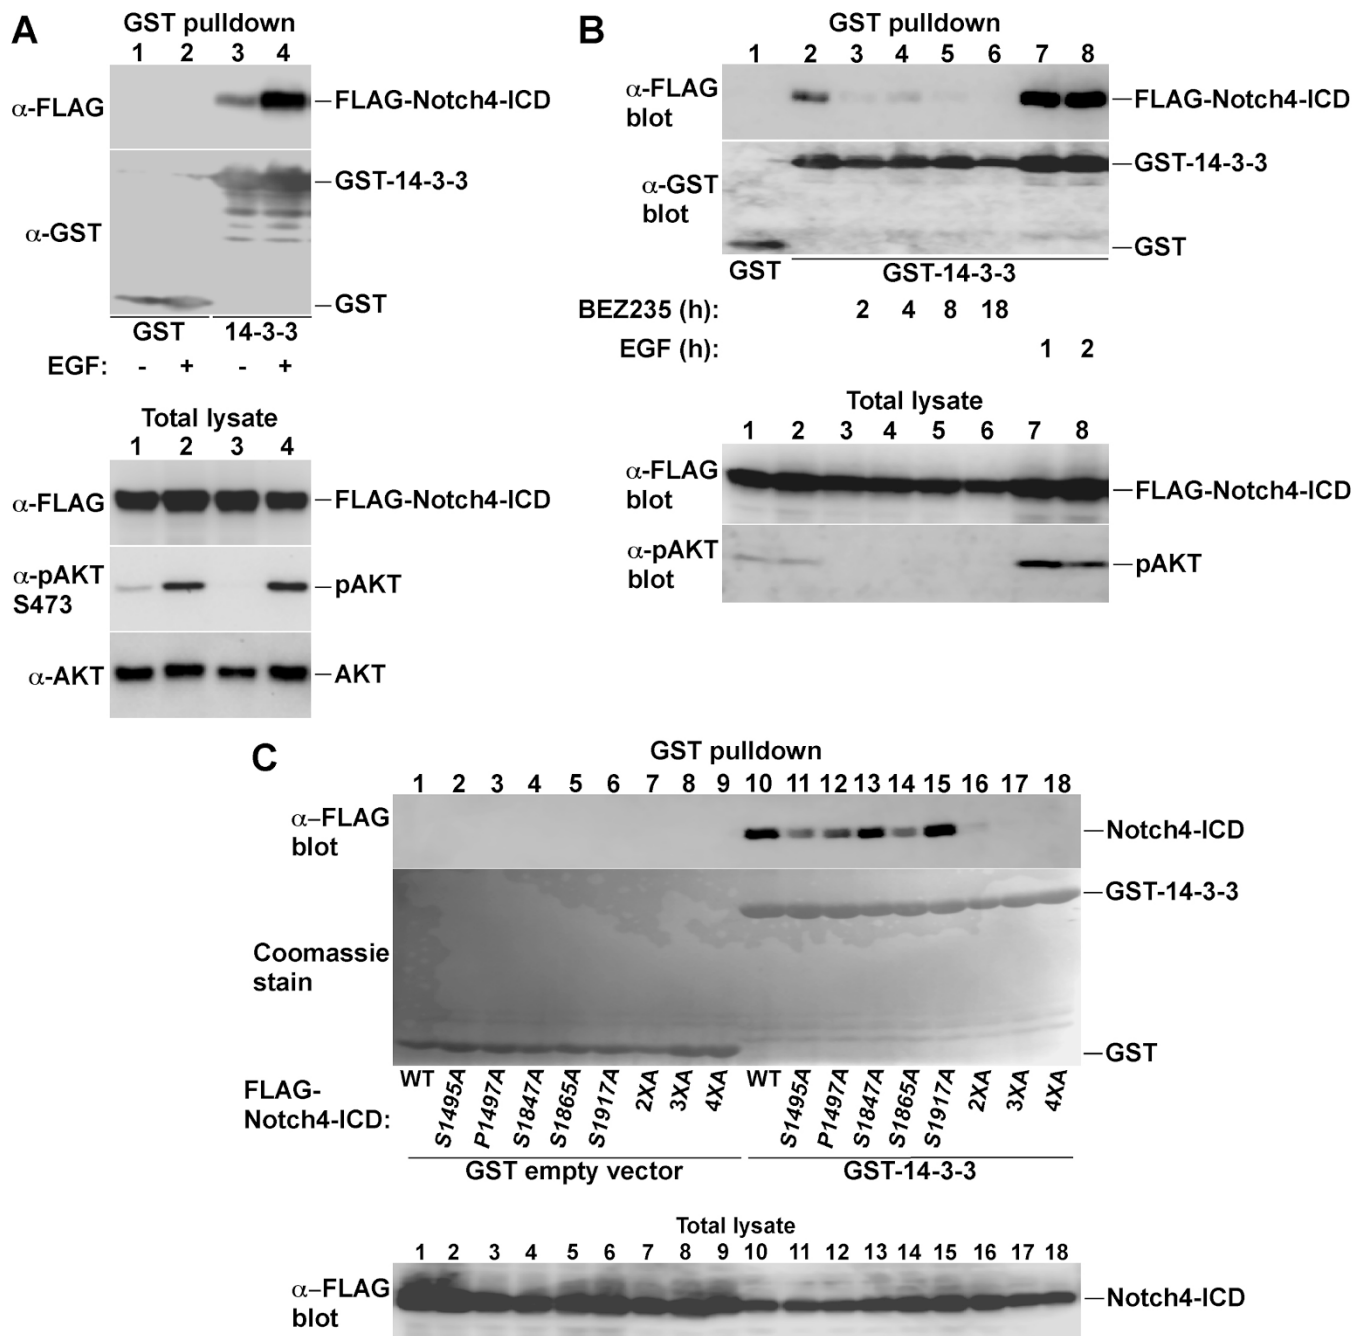 A
GST pulldown
1 2 3 4
α-FLAG
FLAG-Notch4-ICD
GST-14-3-3
α-GST
GST
GST 14-3-3
EGF: - + - +
Total lysate
1 2 3 4
α-FLAG
FLAG-Notch4-ICD
α-pAKT
S473
pAKT
α-AKT
AKT
B
GST pulldown
1 2 3 4 5 6 7 8
α-FLAG
blot
FLAG-Notch4-ICD
GST-14-3-3
α-GST
blot
GST
GST GST-14-3-3
BEZ235 (h): 2 4 8 18
EGF (h): 1 2
Total lysate
1 2 3 4 5 6 7 8
α-FLAG
blot
FLAG-Notch4-ICD
α-pAKT
blot
pAKT
C
GST pulldown
1 2 3 4 5 6 7 8 9 10 11 12 13 14 15 16 17 18
α–FLAG
blot
Notch4-ICD
GST-14-3-3
Coomassie
stain
GST
FLAG-
Notch4-ICD:
WT S1495A P1497A S1847A S1865A S1917A 2XA 3XA 4XA WT S1495A P1497A S1847A S1865A S1917A 2XA 3XA 4XA
GST empty vector GST-14-3-3
Total lysate
1 2 3 4 5 6 7 8 9 10 11 12 13 14 15 16 17 18
α–FLAG
blot
Notch4-ICD